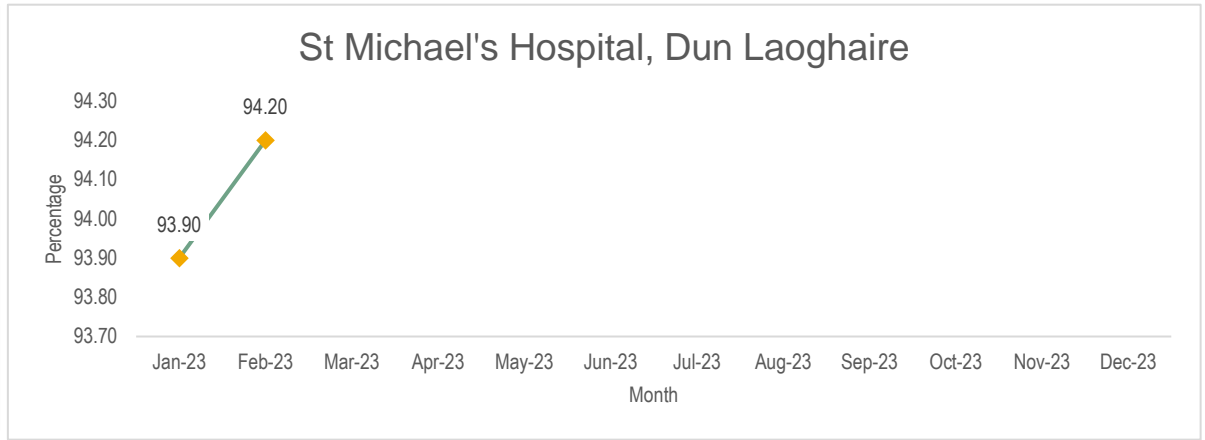 St Michael's Hospital, Dun Laoghaire
94.30
94.20
94.10
94.00
93.90
93.80
93.70
Percentage
93.90
94.20
Jan-23 Feb-23 Mar-23 Apr-23 May-23 Jun-23 Jul-23 Aug-23 Sep-23 Oct-23 Nov-23 Dec-23
Month